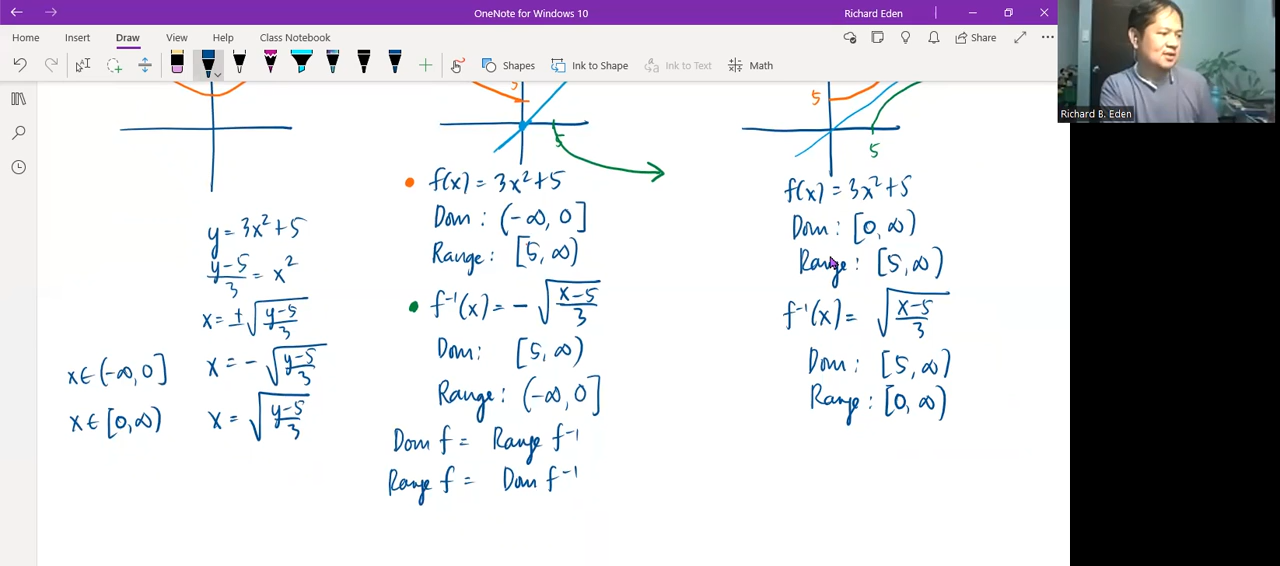 OneNote for Windows 10
Richard Eden
Home Insert Draw View Help Class Notebook
Share
Shapes
Ink to Shape
Ink to Text
Math
Richard B. Eden
5
5
5
5
y = 3x² + 5
y-5/3 = x²
x = ±√(y-5/3)
x ∈ (-∞, 0] x = -√(y-5/3)
x ∈ [0, ∞) x = √(y-5/3)
f(x) = 3x² + 5
Dom : (-∞, 0]
Range : [5, ∞)
f⁻¹(x) = -√(x-5/3)
Dom : [5, ∞)
Range : (-∞, 0]
Dom f = Range f⁻¹
Range f = Dom f⁻¹
f(x) = 3x² + 5
Dom : [0, ∞)
Range : [5, ∞)
f⁻¹(x) = √(x-5/3)
Dom : [5, ∞)
Range : [0, ∞)